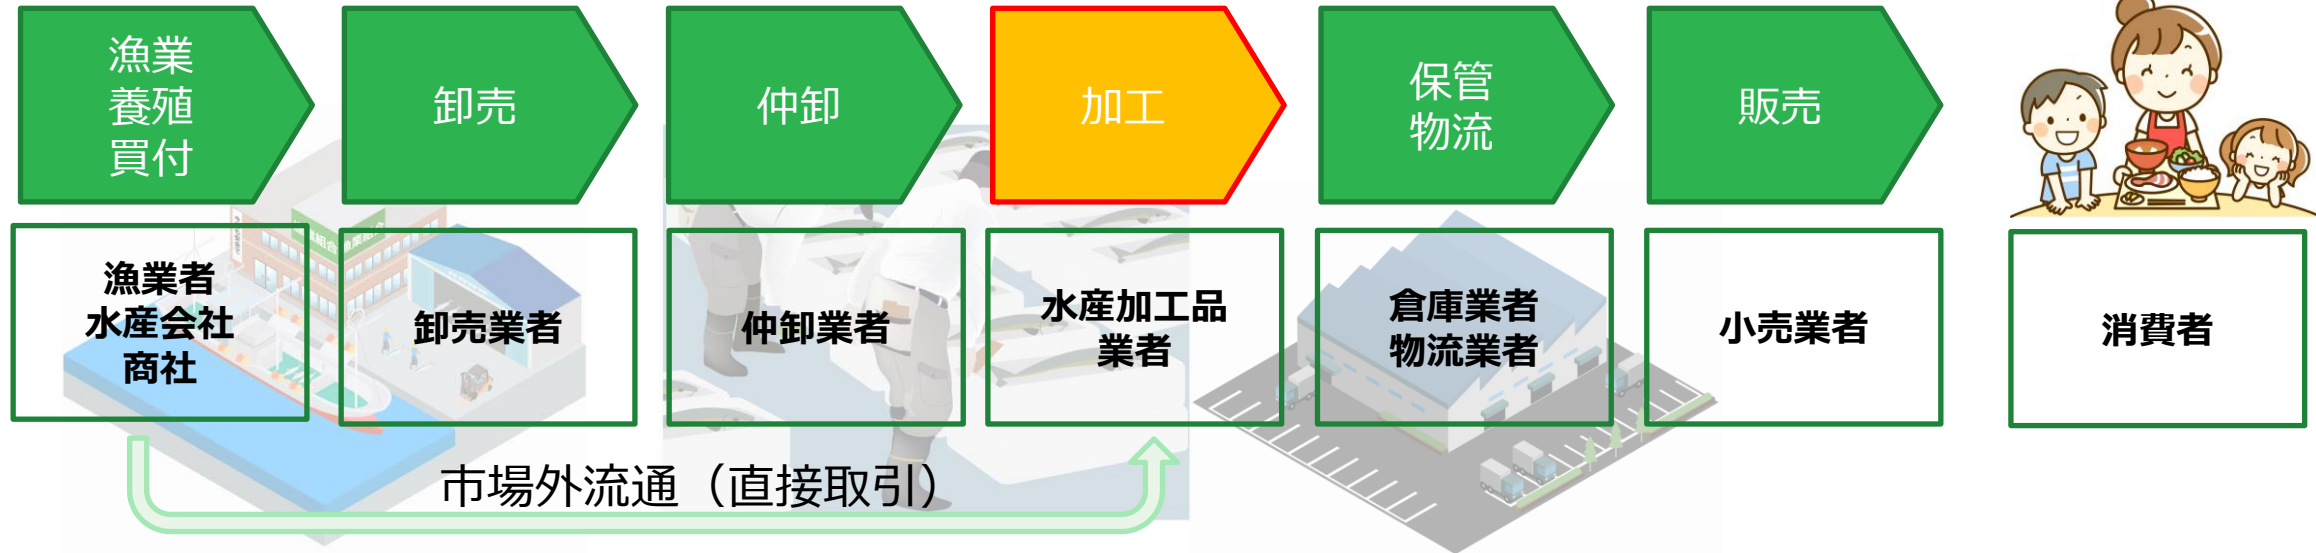 漁業
養殖
買付
卸売
仲卸
加工
保管
物流
販売
漁業者
水産会社
商社
卸売業者
仲卸業者
水産加工品
業者
倉庫業者
物流業者
小売業者
消費者
市場外流通（直接取引）